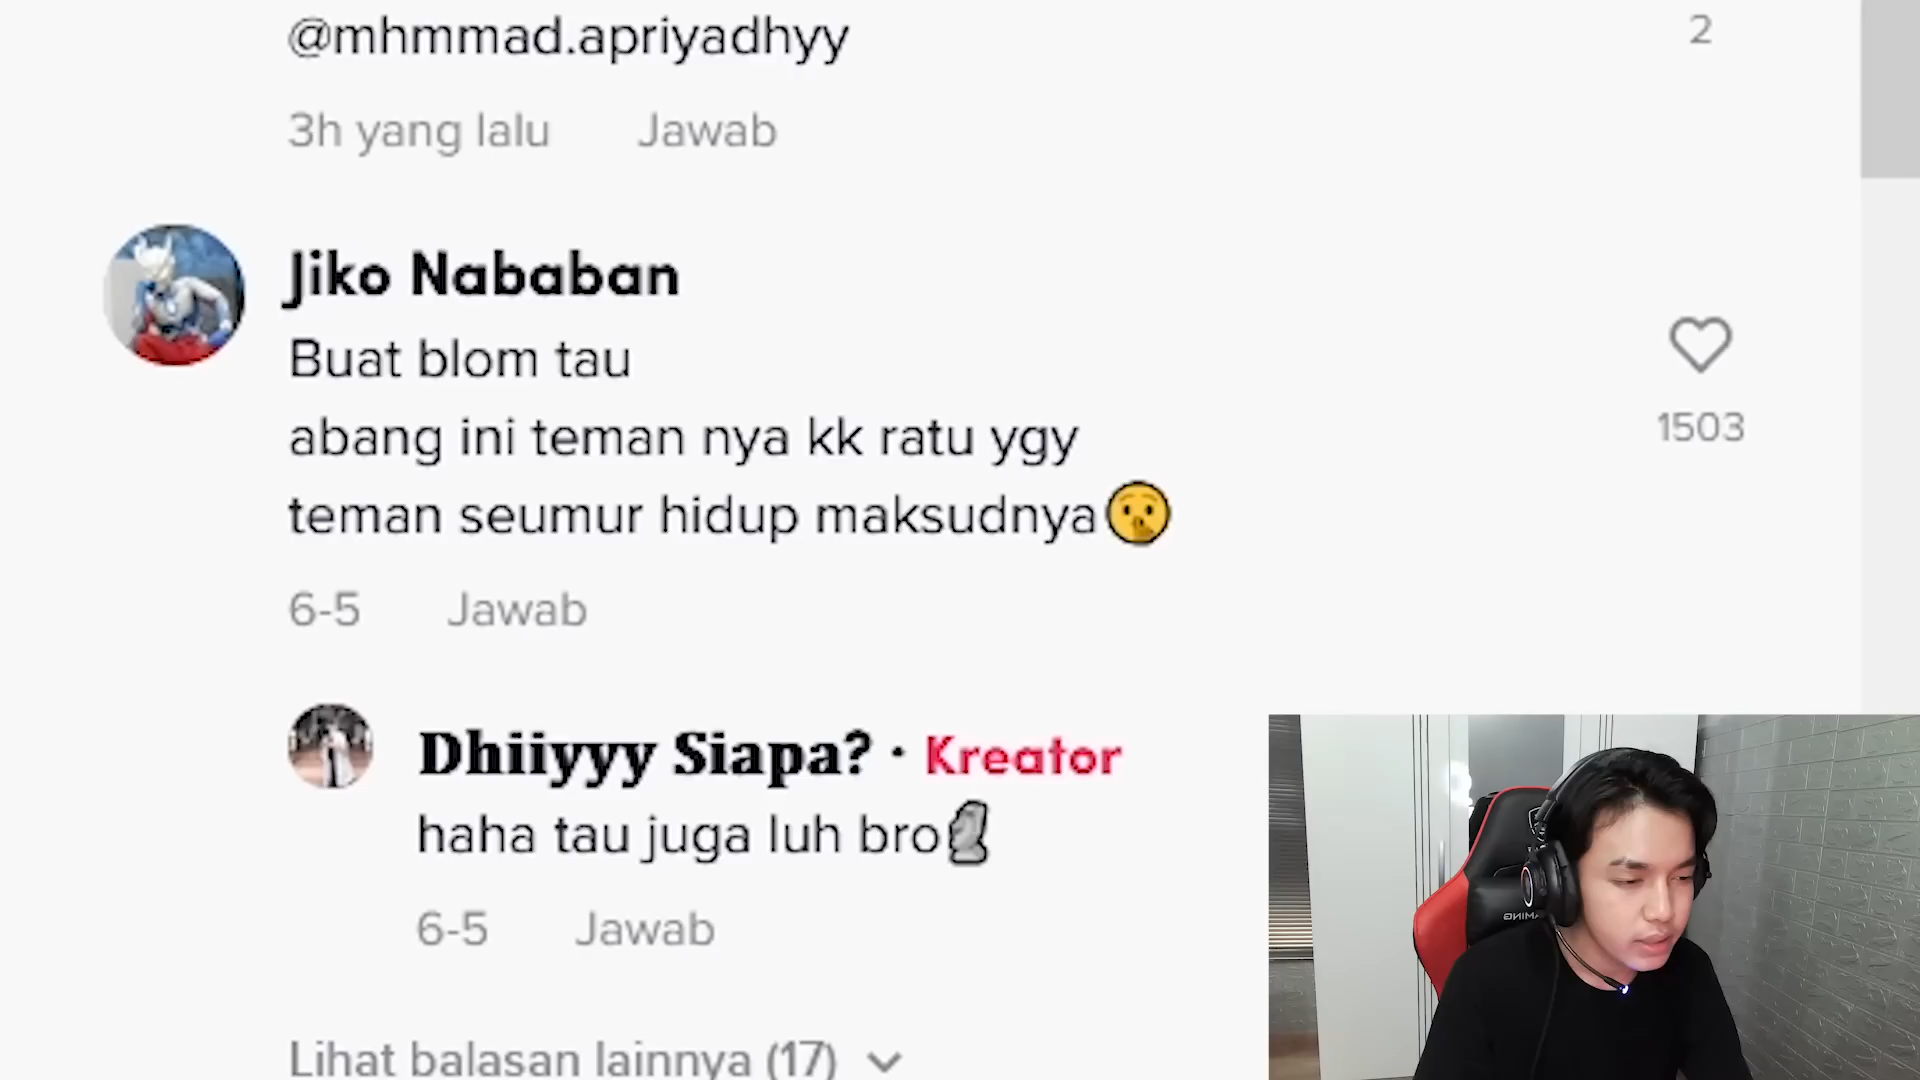 @mhmmad.apriyadhyy
2
3h yang lalu Jawab
Jiko Nababan
Buat blom tau
abang ini teman nya kk ratu ygy
teman seumur hidup maksudnya🤫
1503
6-5 Jawab
Dhiiyyy Siapa? · Kreator
haha tau juga luh bro🗿
6-5 Jawab
Lihat balasan lainnya (17)